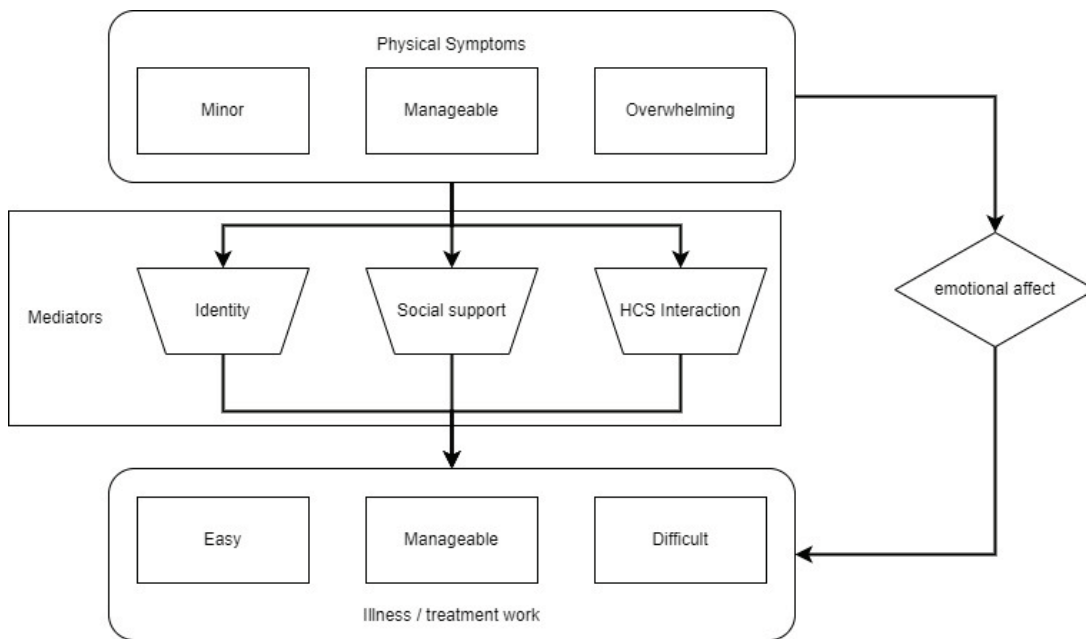 Physical Symptoms
Minor
Manageable
Overwhelming
Mediators
Identity
Social support
HCS Interaction
emotional affect
Easy
Manageable
Difficult
Illness / treatment work